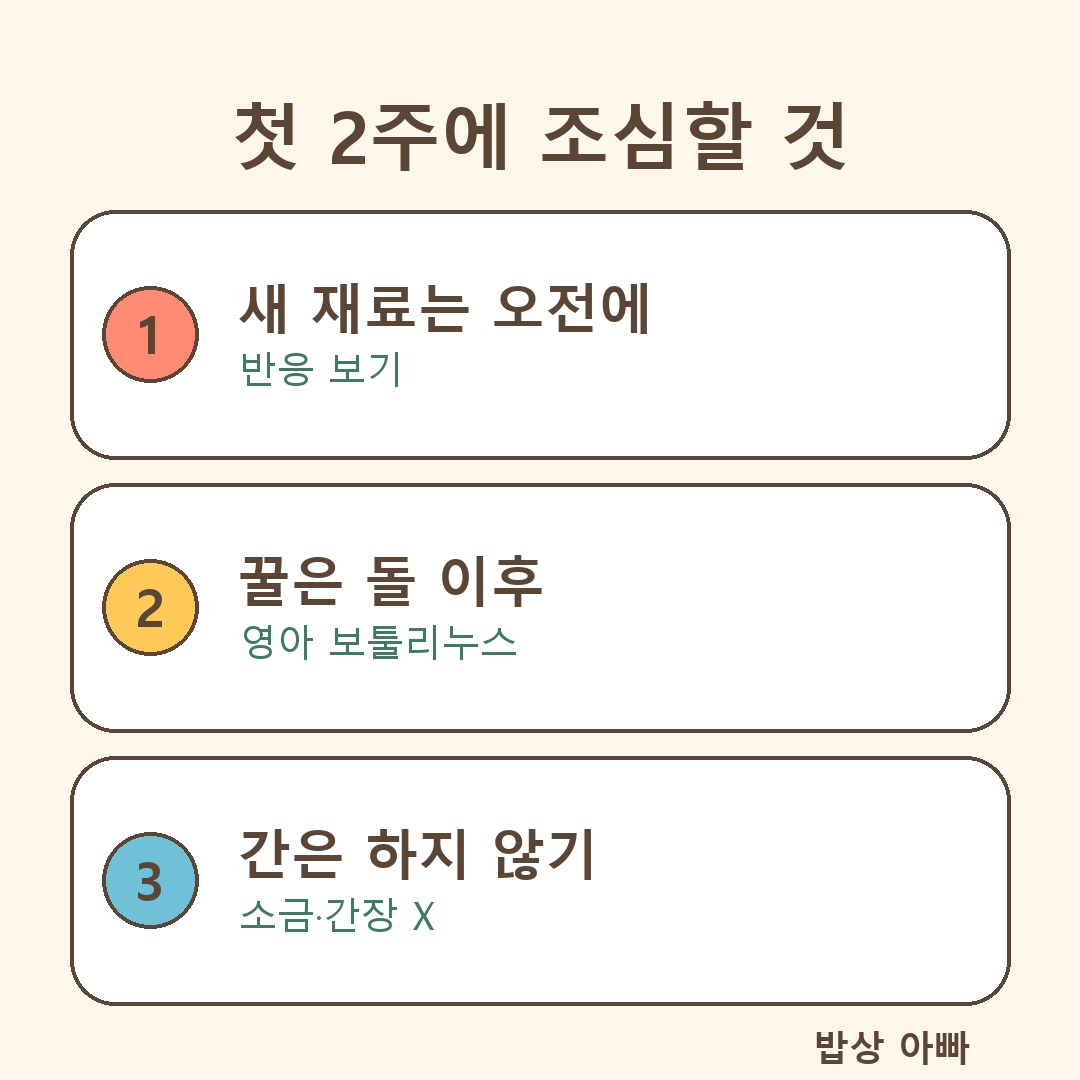 첫 2주에 조심할 것
1
새 재료는 오전에
반응 보기
2
꿀은 돌 이후
영아 보툴리누스
3
간은 하지 않기
소금·간장 X
밥상 아빠